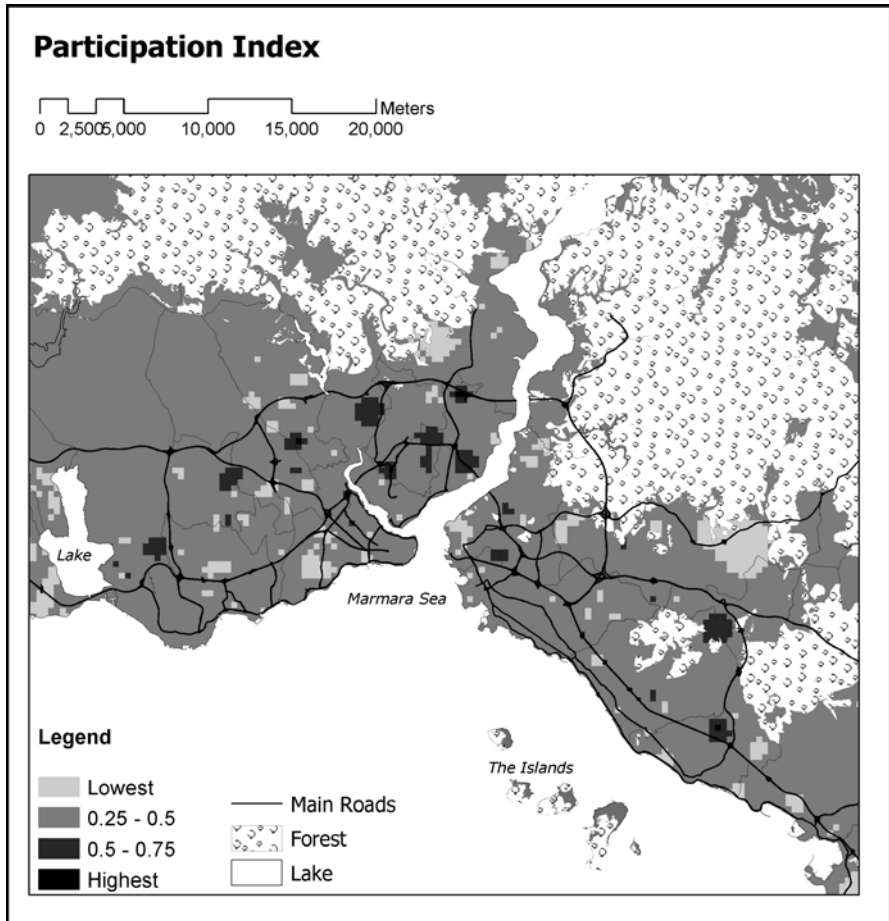 Participation Index
Meters
0 2,500 5,000 10,000 15,000 20,000
Lake
Marmara Sea
The Islands
Legend
Lowest
0.25 - 0.5
0.5 - 0.75
Highest
Main Roads
Forest
Lake